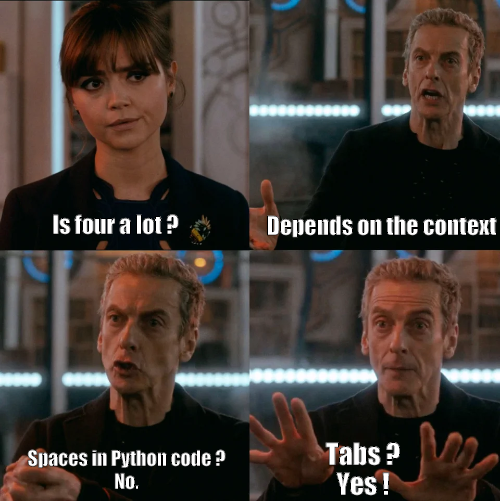 Is four a lot ?
Depends on the context
Spaces in Python code ?
No.
Tabs ?
Yes !